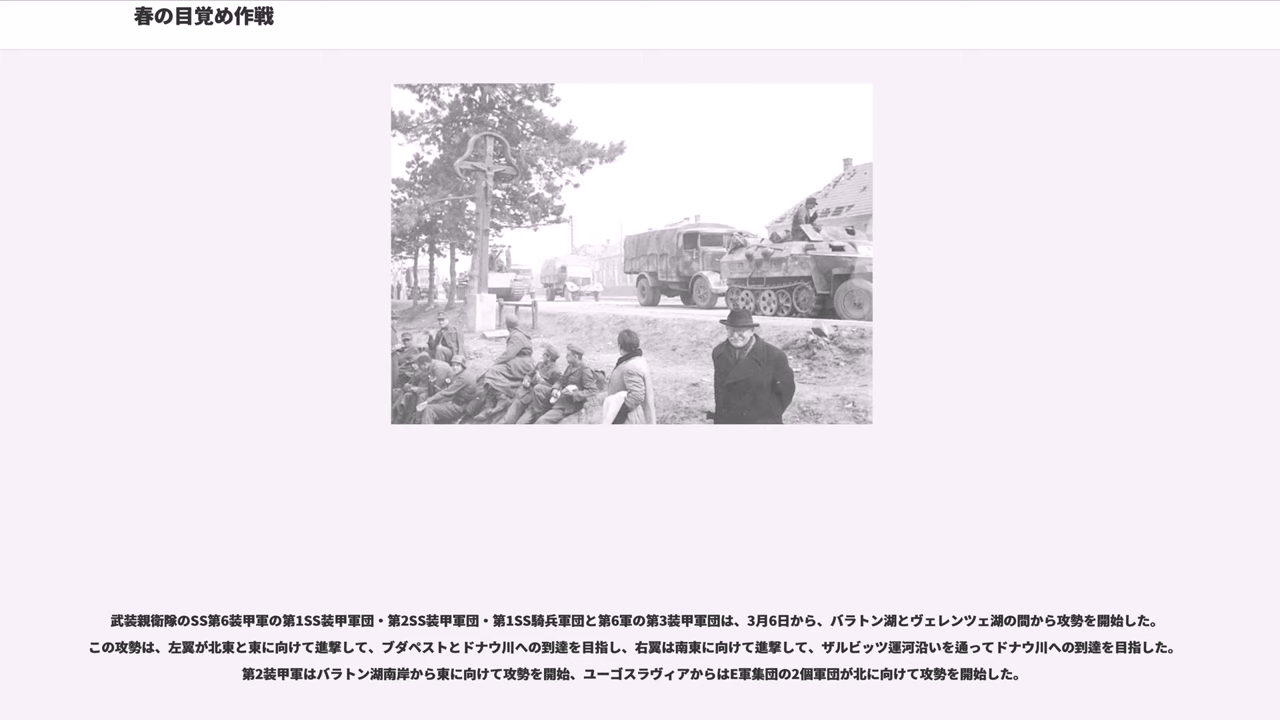 春の目覚め作戦
武装親衛隊のSS第6装甲軍の第1SS装甲軍団・第2SS装甲軍団・第1SS騎兵軍団と第6軍の第3装甲軍団は、3月6日から、バラトン湖とヴェレンツェ湖の間から攻勢を開始した。
この攻勢は、左翼が北東と東に向けて進撃して、ブダペストとドナウ川への到達を目指し、右翼は南東に向けて進撃して、ザルビッツ運河沿いを通ってドナウ川への到達を目指した。
第2装甲軍はバラトン湖南岸から東に向けて攻勢を開始、ユーゴスラヴィアからはE軍集団の2個軍団が北に向けて攻勢を開始した。